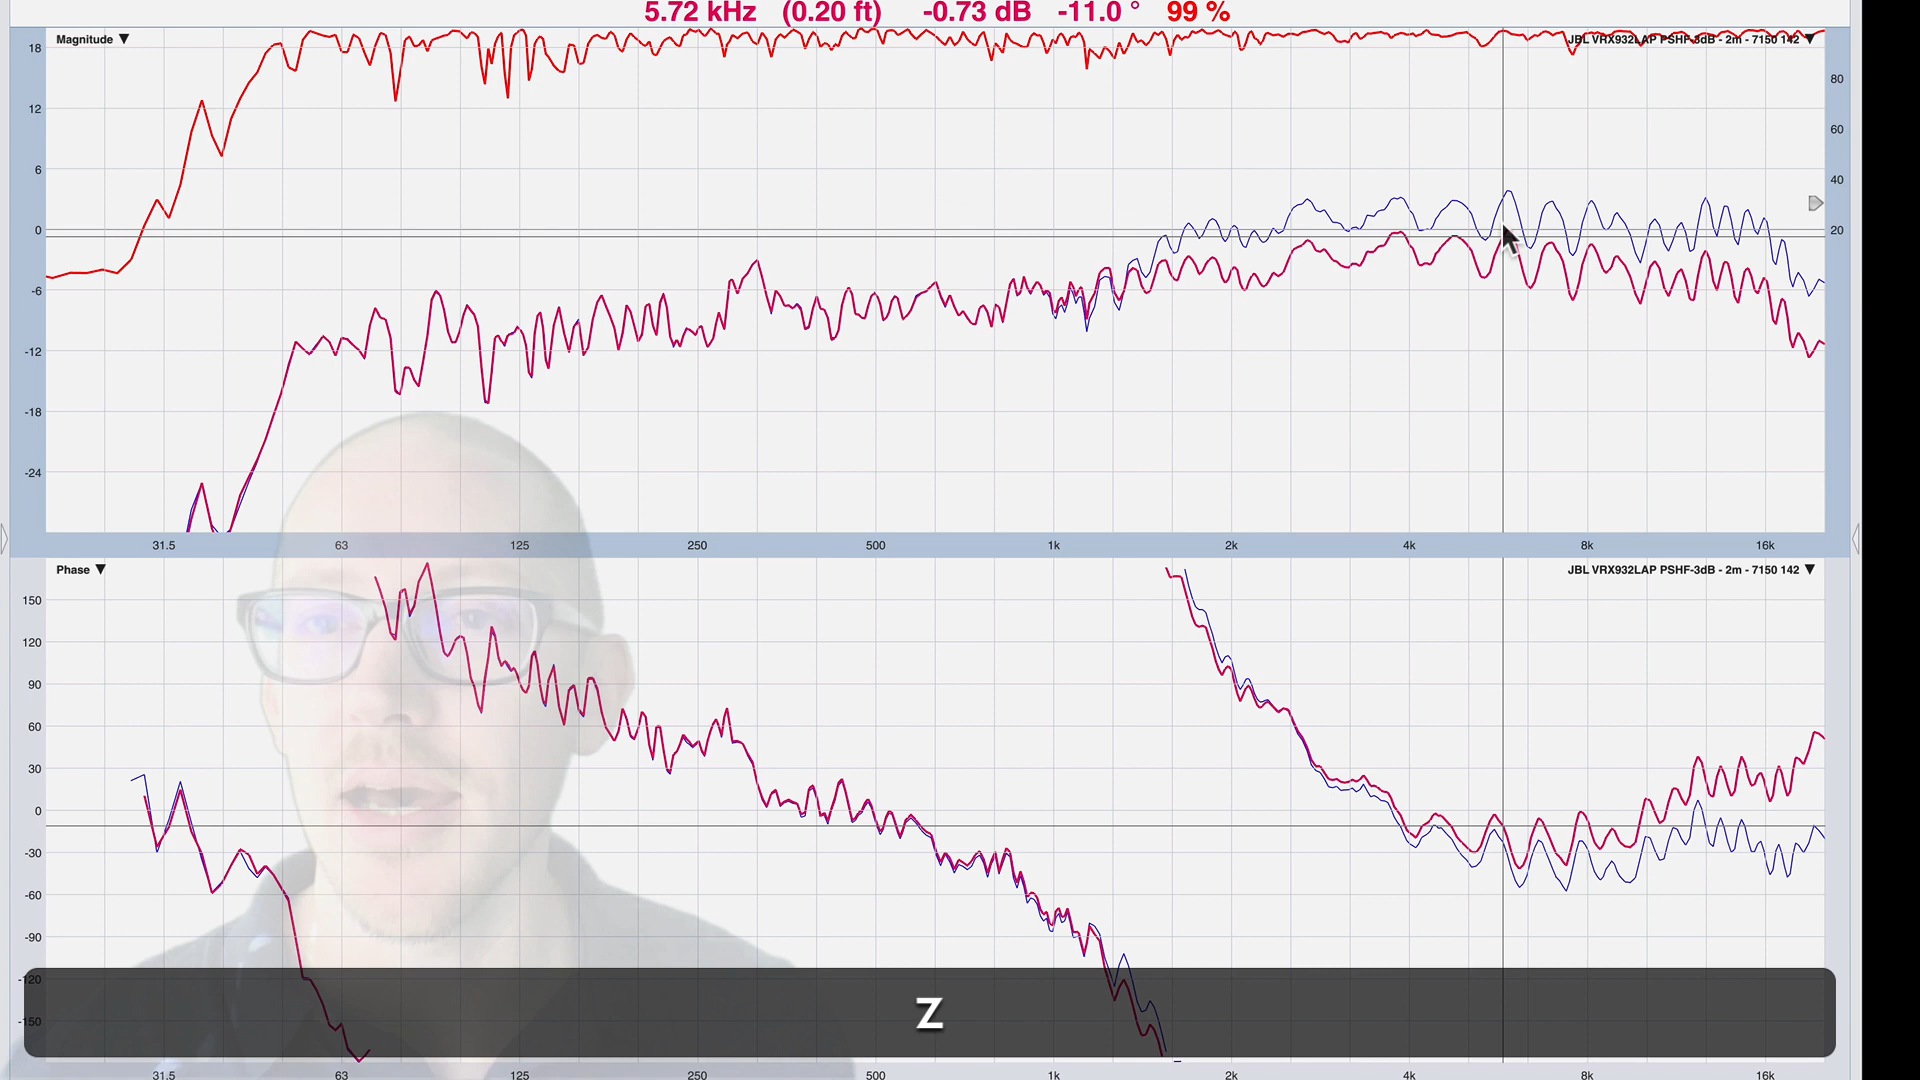 5.72 kHz (0.20 ft) -0.73 dB -11.0 ° 99 %
Magnitude ▼
JBL VRX932LAP PSHF-3dB - 2m - 7150 142 ▼
18
12
6
0
-6
-12
-18
-24
80
60
40
20
31.5 63 125 250 500 1k 2k 4k 8k 16k
Phase ▼
JBL VRX932LAP PSHF-3dB - 2m - 7150 142 ▼
150
120
90
60
30
0
-30
-60
-90
-120
-150
Z
31.5 63 125 250 500 1k 2k 4k 8k 16k